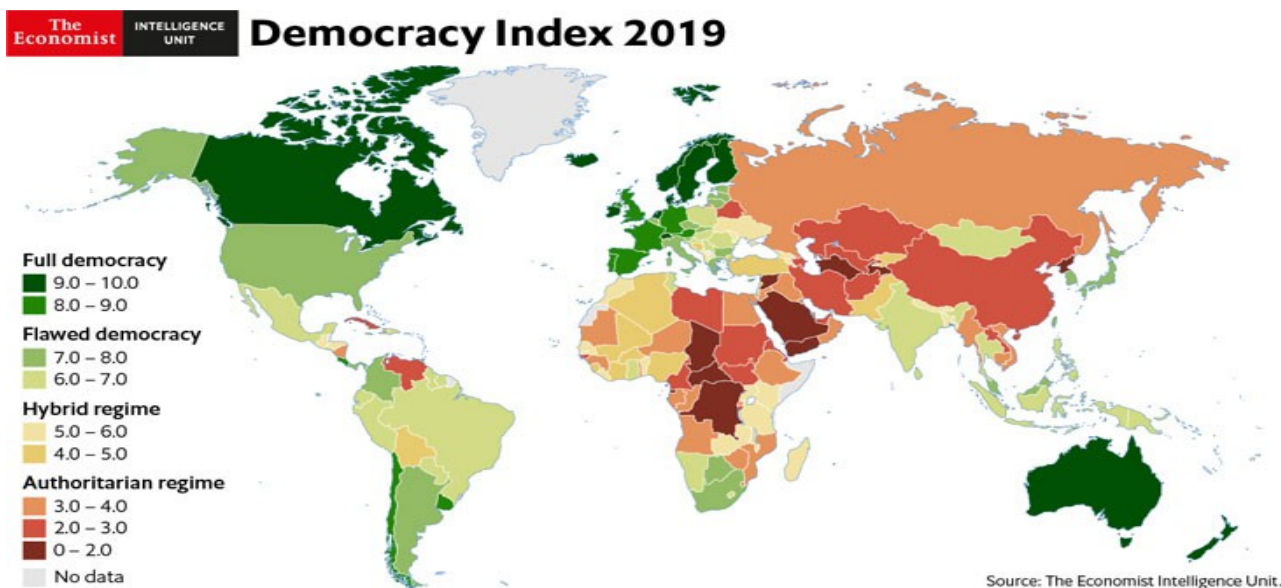 The
Economist
INTELLIGENCE
UNIT
Democracy Index 2019
Full democracy
9.0 – 10.0
8.0 – 9.0
Flawed democracy
7.0 – 8.0
6.0 – 7.0
Hybrid regime
5.0 – 6.0
4.0 – 5.0
Authoritarian regime
3.0 – 4.0
2.0 – 3.0
0 – 2.0
No data
Source: The Economist Intelligence Unit.